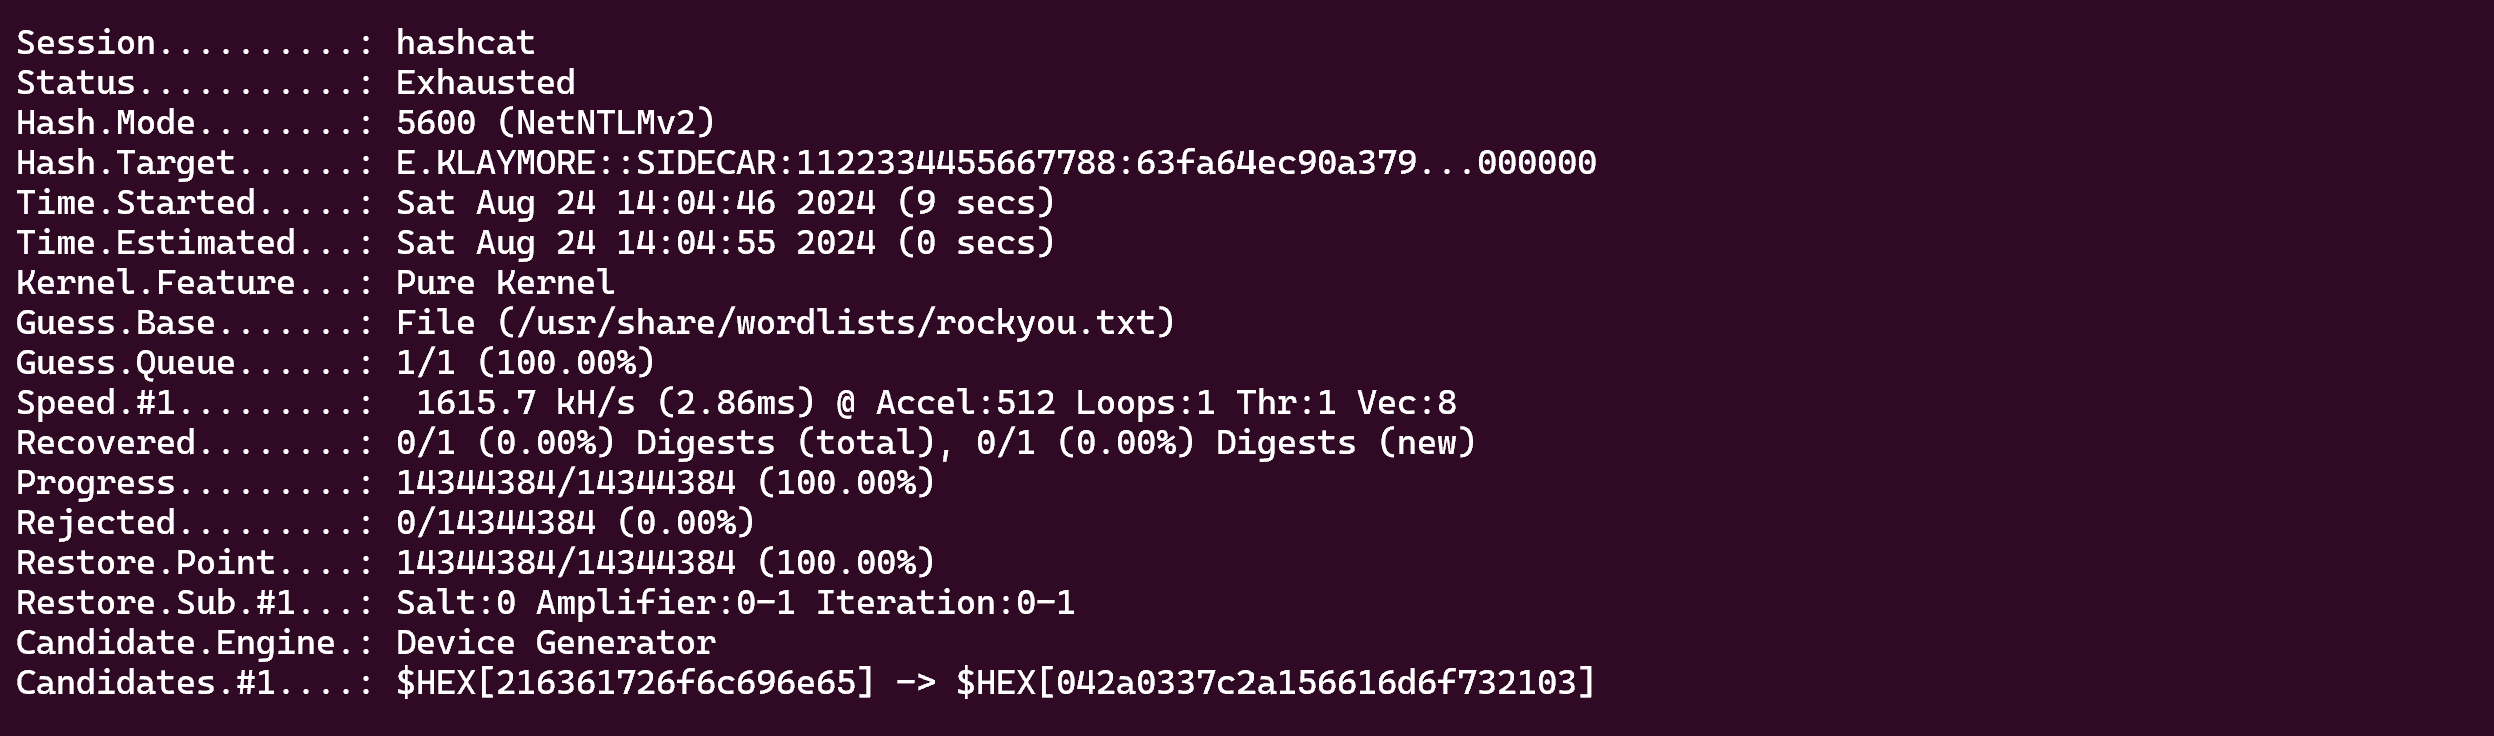 Session..........: hashcat
Status...........: Exhausted
Hash.Mode........: 5600 (NetNTLMv2)
Hash.Target......: E.KLAYMORE::SIDECAR:1122334455667788:63fa64ec90a379...000000
Time.Started.....: Sat Aug 24 14:04:46 2024 (9 secs)
Time.Estimated...: Sat Aug 24 14:04:55 2024 (0 secs)
Kernel.Feature...: Pure Kernel
Guess.Base.......: File (/usr/share/wordlists/rockyou.txt)
Guess.Queue......: 1/1 (100.00%)
Speed.#1.........:  1615.7 kH/s (2.86ms) @ Accel:512 Loops:1 Thr:1 Vec:8
Recovered........: 0/1 (0.00%) Digests (total), 0/1 (0.00%) Digests (new)
Progress.........: 14344384/14344384 (100.00%)
Rejected.........: 0/14344384 (0.00%)
Restore.Point....: 14344384/14344384 (100.00%)
Restore.Sub.#1...: Salt:0 Amplifier:0-1 Iteration:0-1
Candidate.Engine.: Device Generator
Candidates.#1....: $HEX[216361726f6c696e65] -> $HEX[042a0337c2a156616d6f732103]